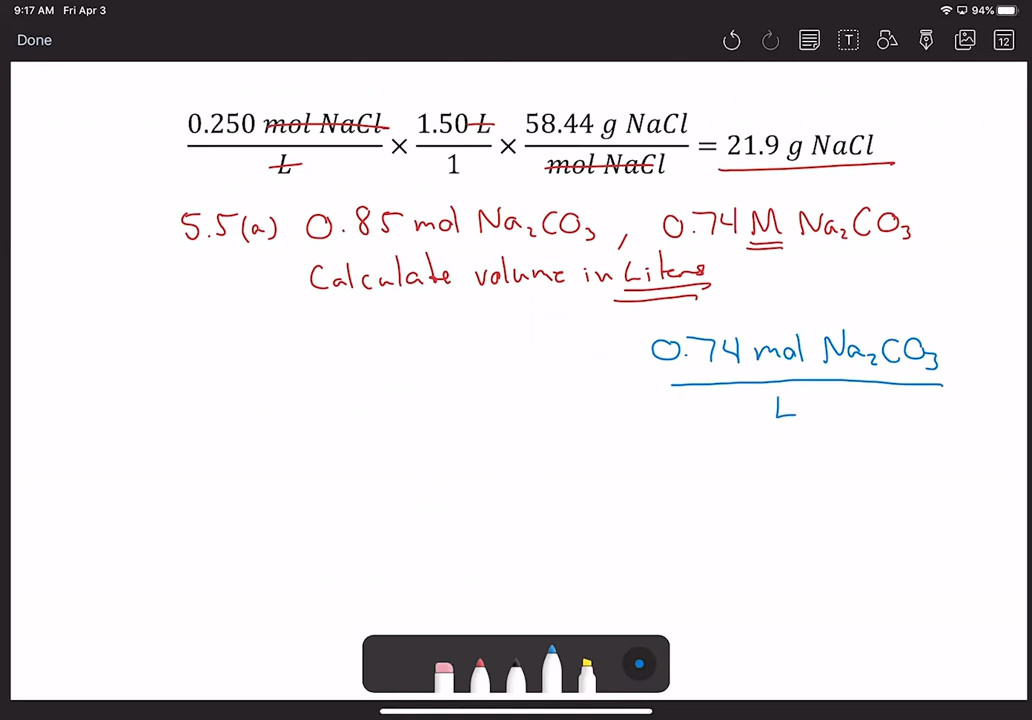 9:17 AM Fri Apr 3 94%
Done T 12
0.250 mol NaCl / L × 1.50 L / 1 × 58.44 g NaCl / mol NaCl = 21.9 g NaCl
5.5(a) 0.85 mol Na₂CO₃ , 0.74 M Na₂CO₃
Calculate volume in Liters
0.74 mol Na₂CO₃
L